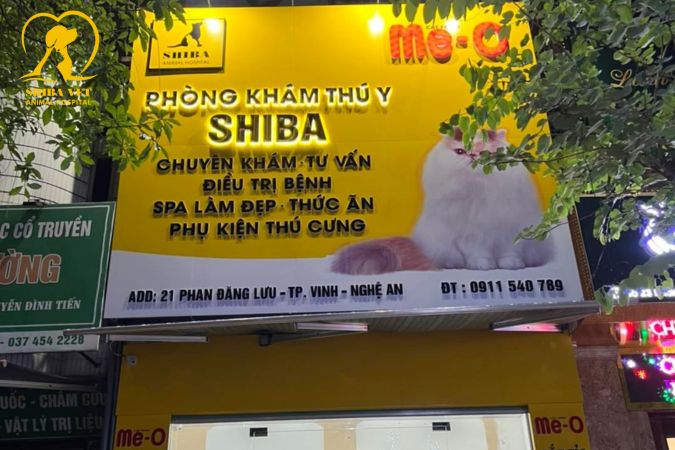 SHIBA VET
ANIMAL HOSPITAL
SHIBA
ANIMAL HOSPITAL
me-O
PHÒNG KHÁM THÚ Y
SHIBA
CHUYÊN KHÁM - TƯ VẤN
ĐIỀU TRỊ BỆNH
SPA LÀM ĐẸP - THỨC ĂN
PHỤ KIỆN THÚ CƯNG
ADD: 21 PHAN ĐĂNG LƯU - TP. VINH - NGHỆ AN
ĐT : 0911 540 789
C CỔ TRUYỀN
ỜNG
YỄN ĐÌNH TIẾN
- 037 454 2228
UỐC - CHÂM CỨU
- VẬT LÝ TRỊ LIỆU
me-O
me-O